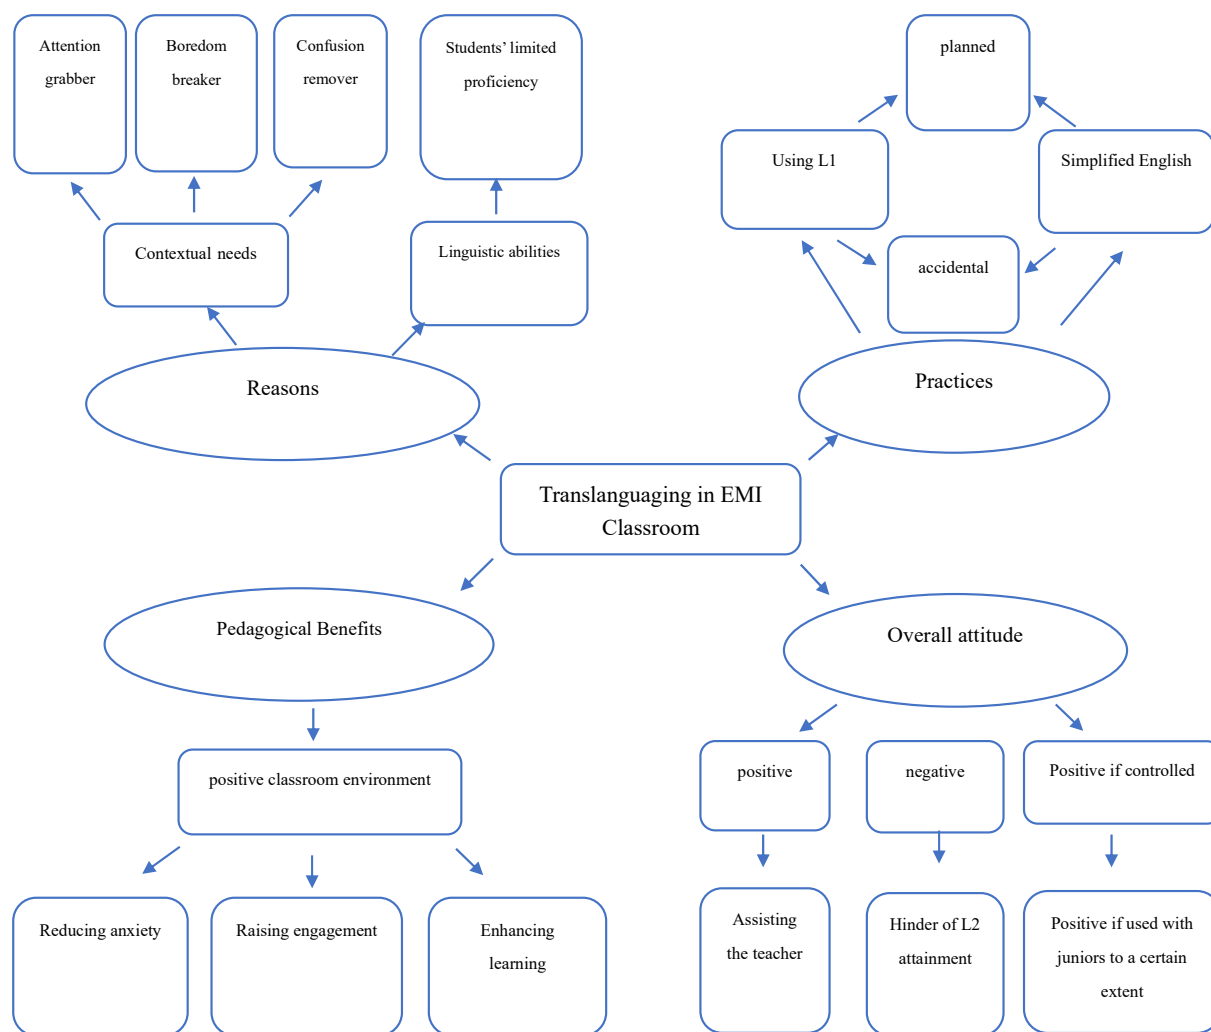 Attention
grabber
Boredom
breaker
Confusion
remover
Students’ limited
proficiency
planned
Using L1
Simplified English
Contextual needs
Linguistic abilities
accidental
Reasons
Practices
Translanguaging in EMI
Classroom
Pedagogical Benefits
Overall attitude
positive classroom environment
positive
negative
Positive if controlled
Reducing anxiety
Raising engagement
Enhancing
learning
Assisting
the teacher
Hinder of L2
attainment
Positive if used with
juniors to a certain
extent